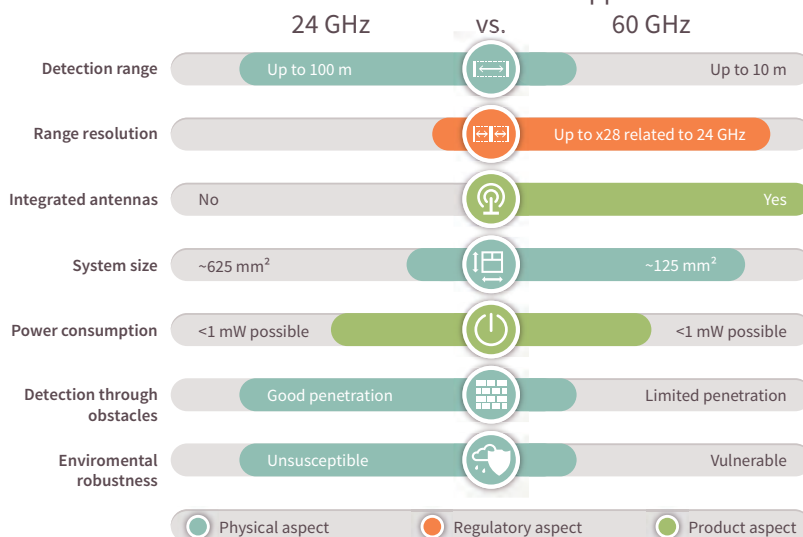 24 GHz vs. 60 GHz
Detection range Up to 100 m Up to 10 m
Range resolution Up to x28 related to 24 GHz
Integrated antennas No Yes
System size ~625 mm² ~125 mm²
Power consumption <1 mW possible <1 mW possible
Detection through
obstacles Good penetration Limited penetration
Enviromental
robustness Unsusceptible Vulnerable
Physical aspect Regulatory aspect Product aspect